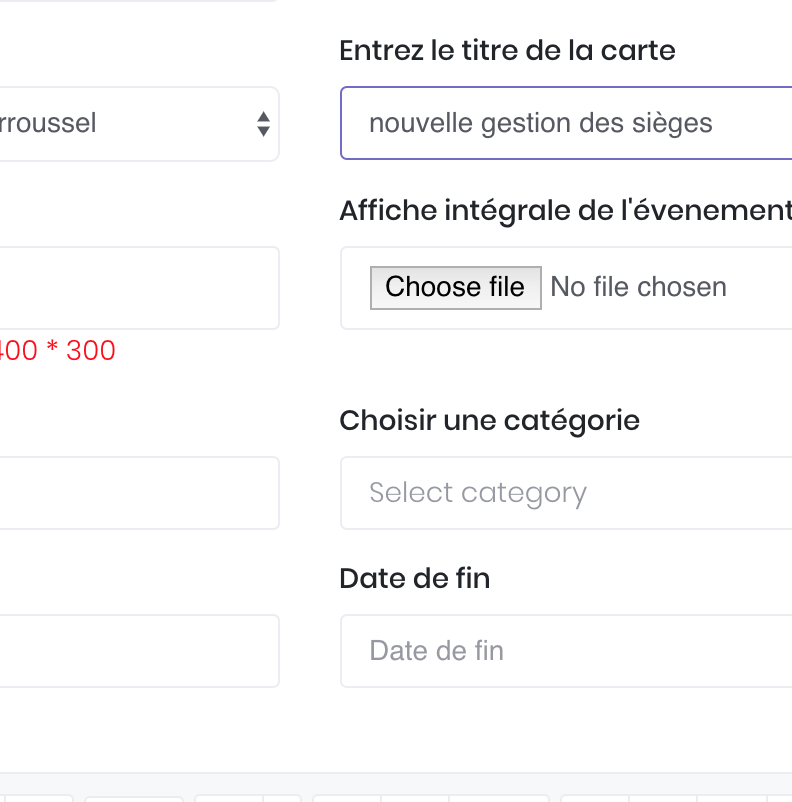 Entrez le titre de la carte
rroussel
nouvelle gestion des sièges
Affiche intégrale de l'évenement
Choose file No file chosen
400 * 300
Choisir une catégorie
Select category
Date de fin
Date de fin